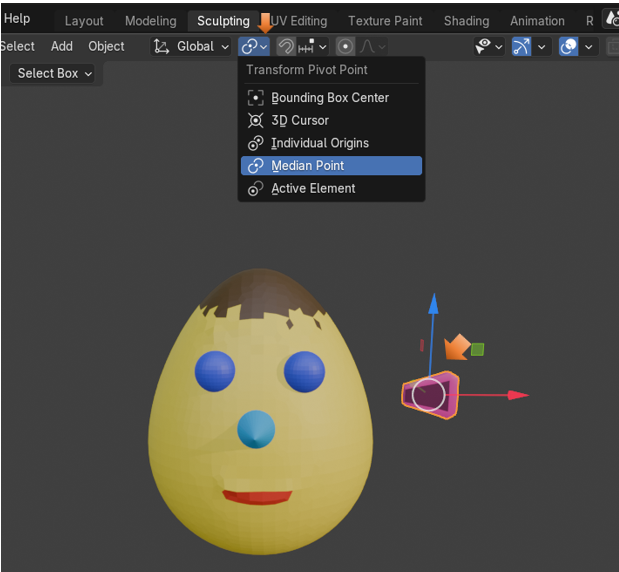 Help Layout Modeling Sculpting UV Editing Texture Paint Shading Animation R
Select Add Object Global
Select Box
Transform Pivot Point
Bounding Box Center
3D Cursor
Individual Origins
Median Point
Active Element